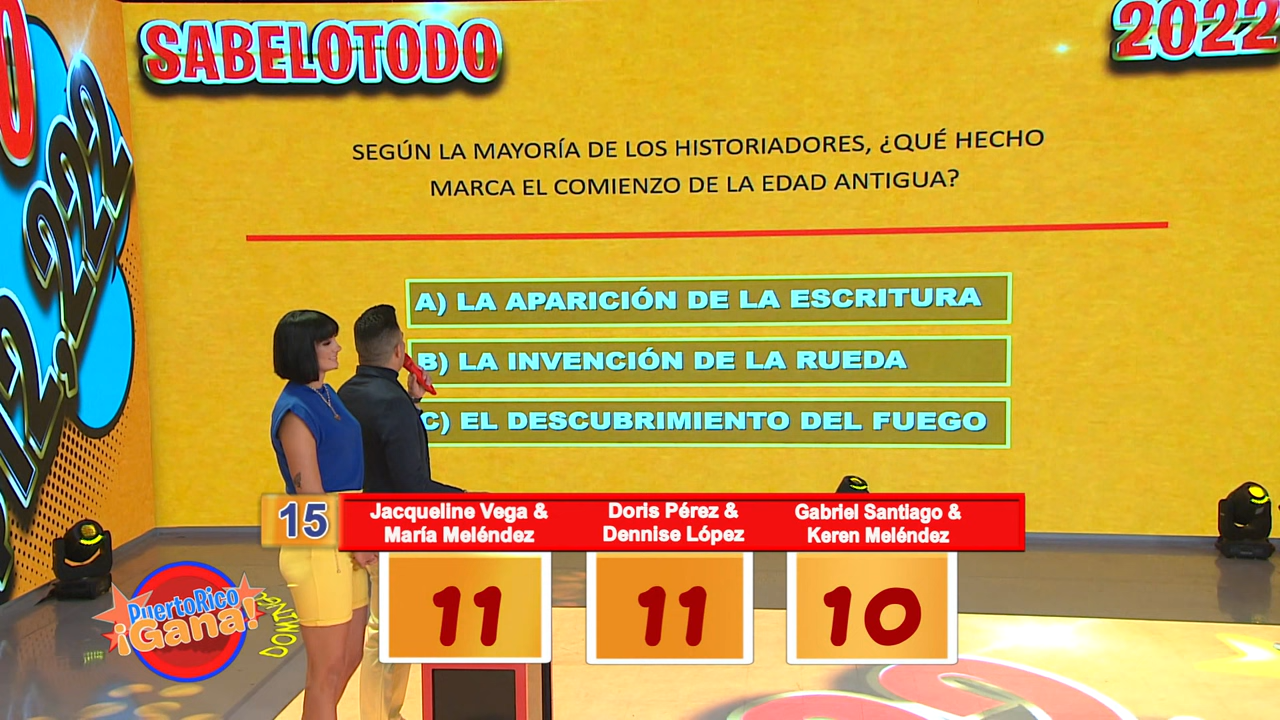 SABELOTODO
2022
SEGÚN LA MAYORÍA DE LOS HISTORIADORES, ¿QUÉ HECHO
MARCA EL COMIENZO DE LA EDAD ANTIGUA?
A) LA APARICIÓN DE LA ESCRITURA
B) LA INVENCIÓN DE LA RUEDA
C) EL DESCUBRIMIENTO DEL FUEGO
15
Jacqueline Vega &
María Meléndez
Doris Pérez &
Dennise López
Gabriel Santiago &
Keren Meléndez
11
11
10
PuertoRico
¡Gana!